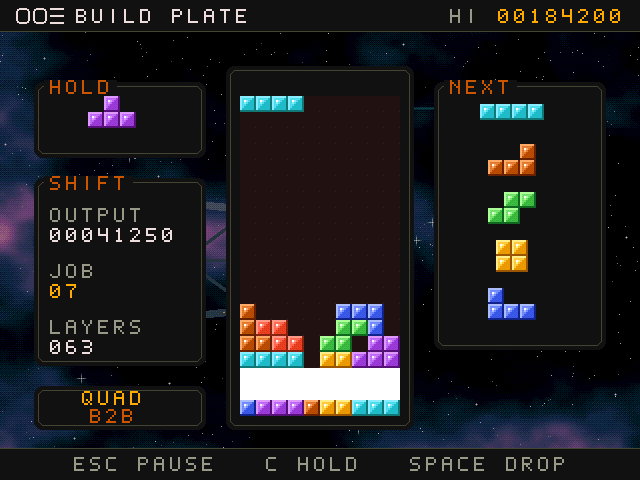 OOE BUILD PLATE
HI 00184200
HOLD
NEXT
SHIFT
OUTPUT
00041250
JOB
07
LAYERS
063
QUAD
B2B
ESC PAUSE C HOLD SPACE DROP